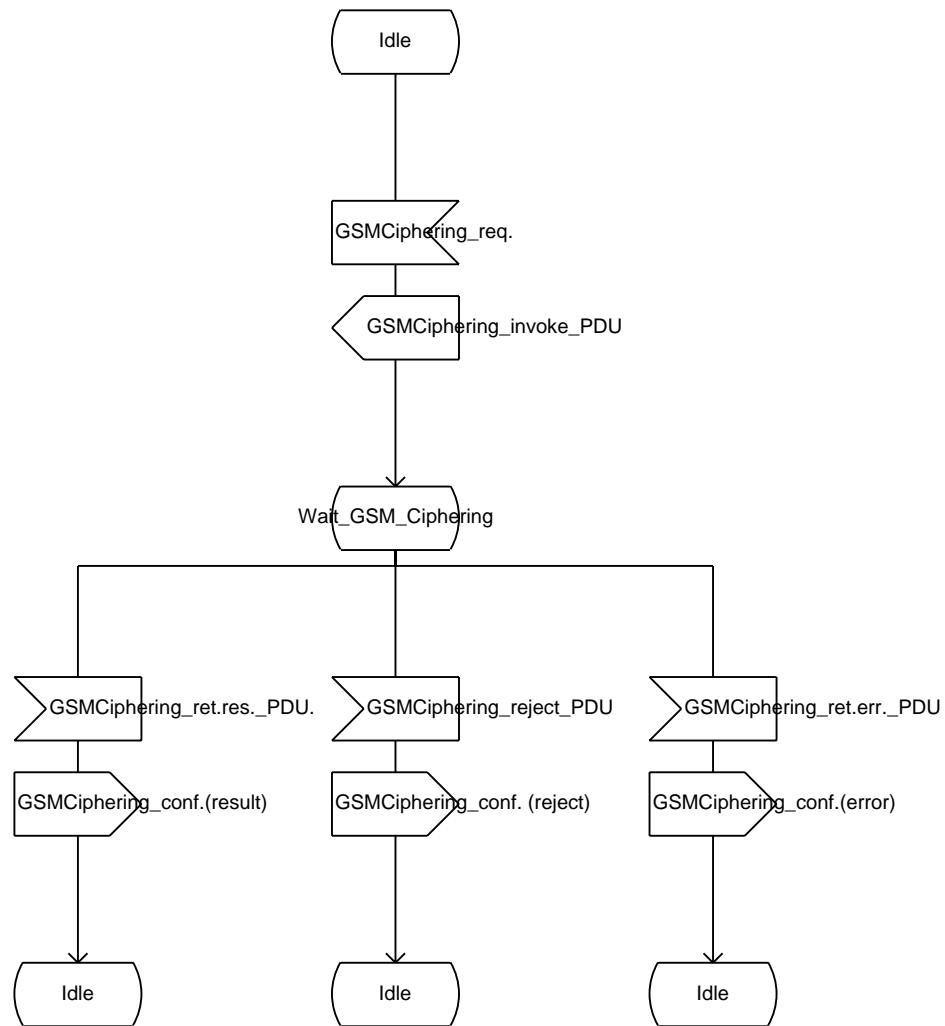 Idle
GSMCiphering_req.
GSMCiphering_invoke_PDU
Wait_GSM_Ciphering
GSMCiphering_ret.res._PDU.
GSMCiphering_reject_PDU
GSMCiphering_ret.err._PDU
GSMCiphering_conf.(result)
GSMCiphering_conf. (reject)
GSMCiphering_conf.(error)
Idle
Idle
Idle